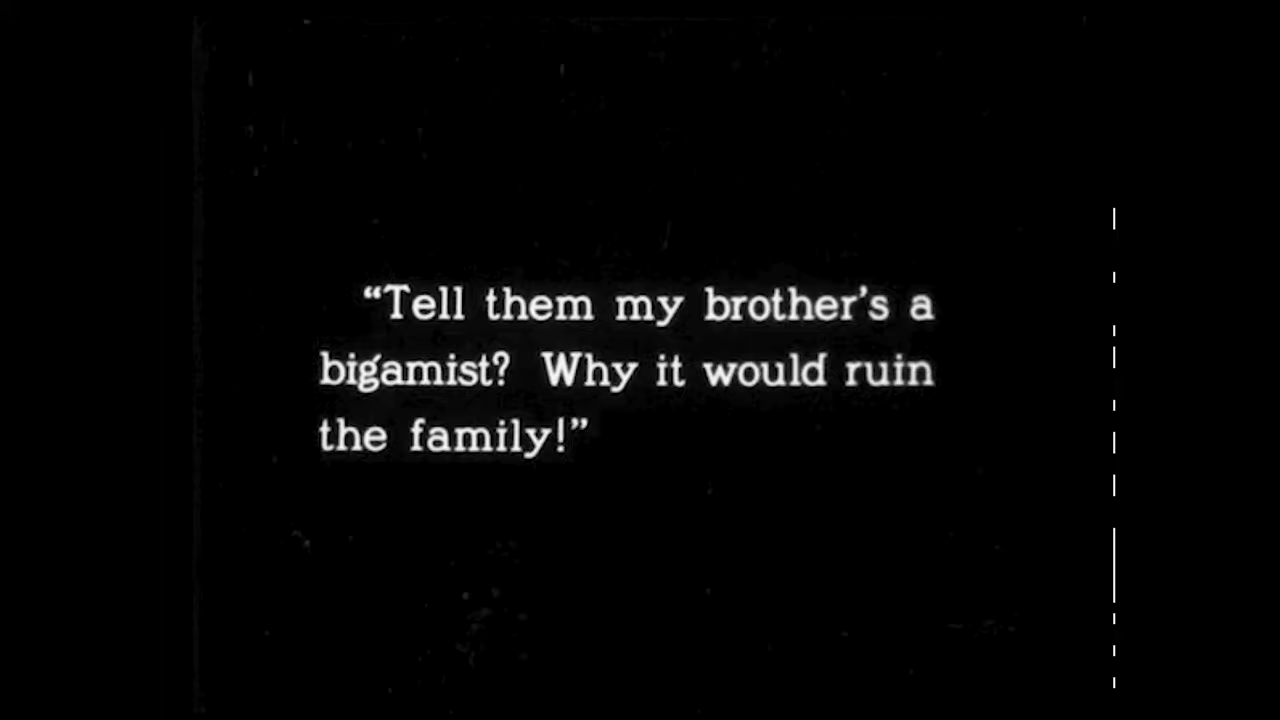 “Tell them my brother’s a
bigamist? Why it would ruin
the family!”